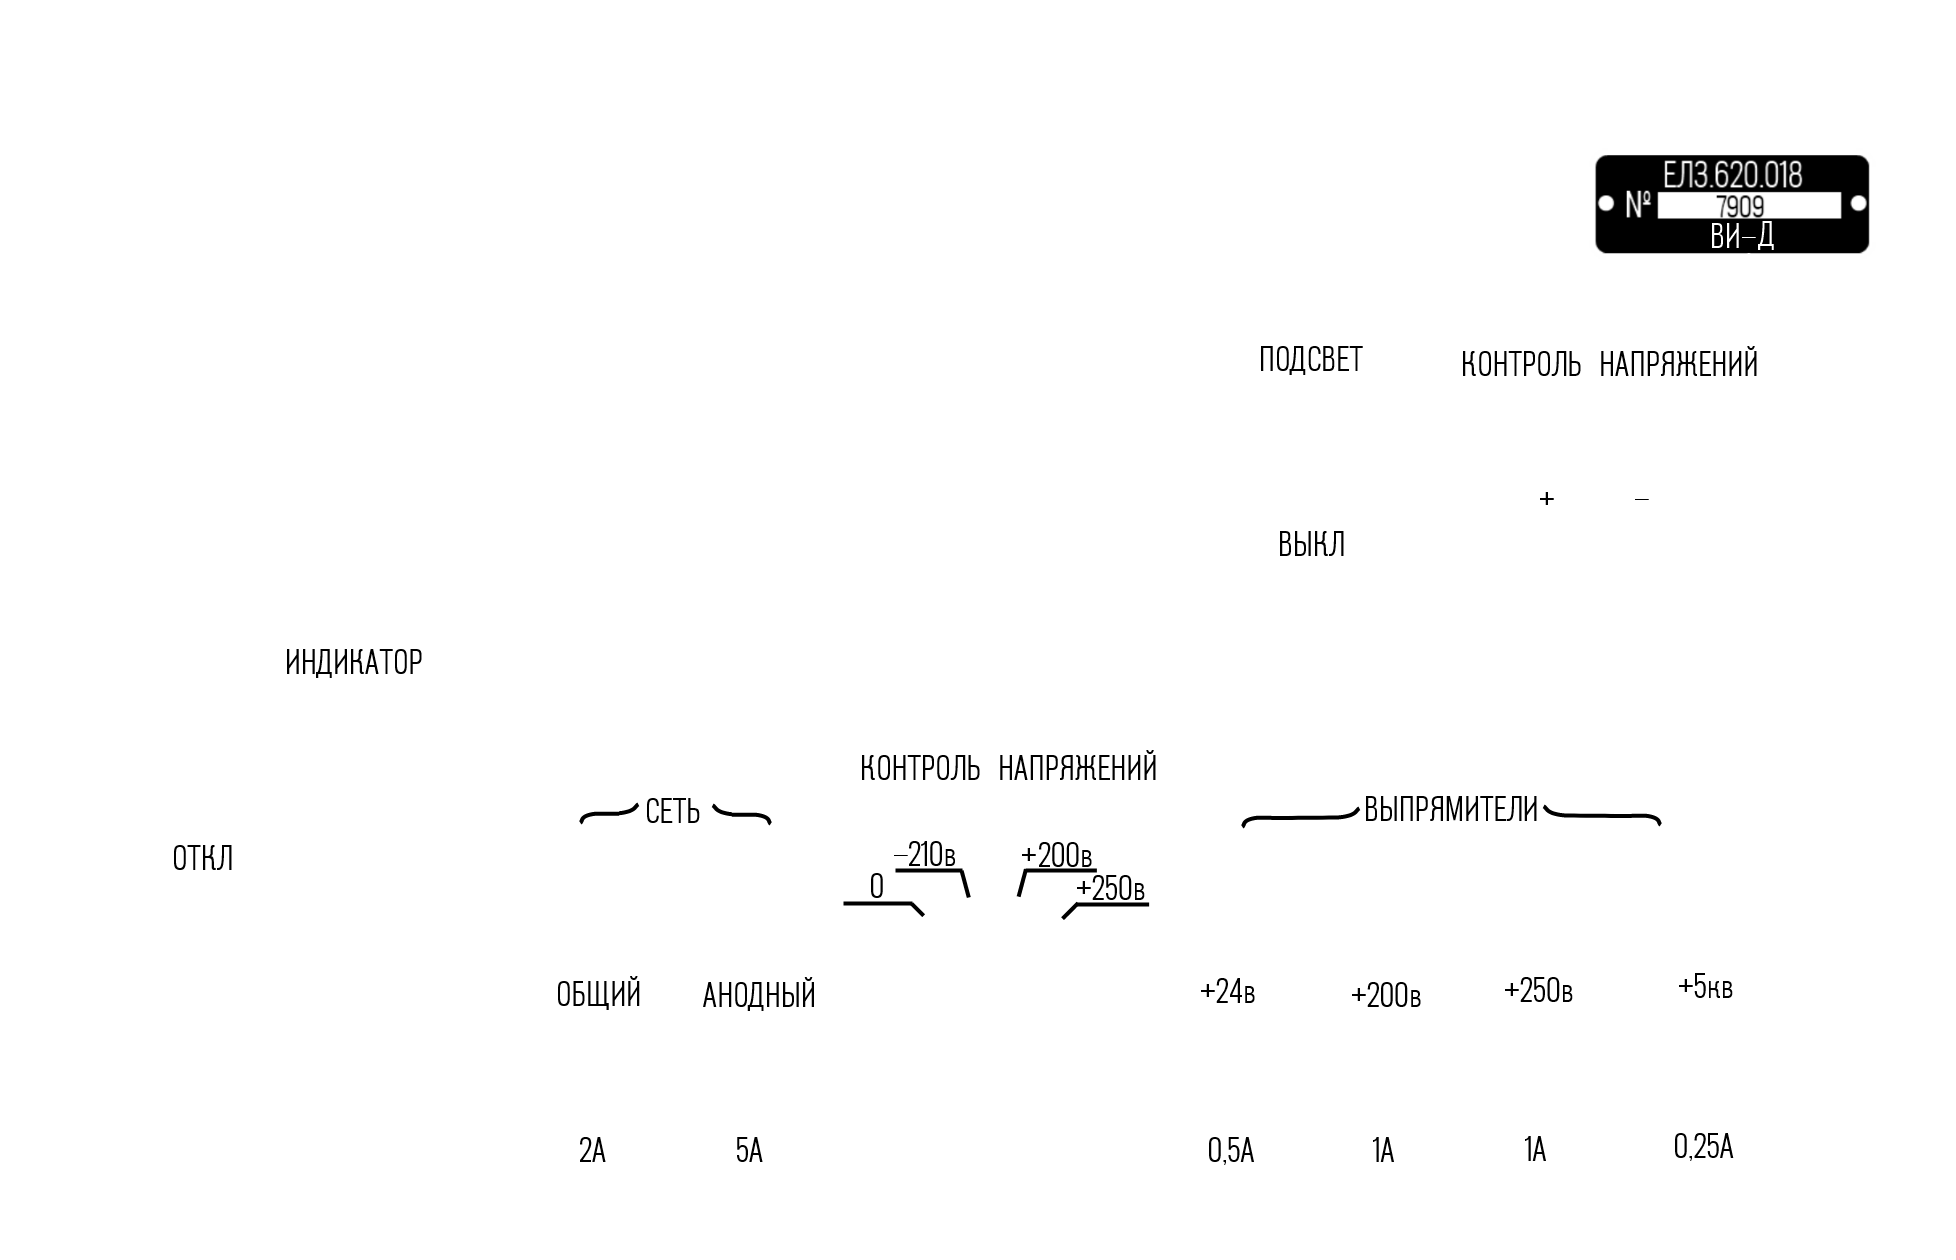 ЕЛ3.620.018
№ 7909
ВИ–Д
ПОДСВЕТ
КОНТРОЛЬ НАПРЯЖЕНИЙ
+ –
ВЫКЛ
ИНДИКАТОР
КОНТРОЛЬ НАПРЯЖЕНИЙ
СЕТЬ
ВЫПРЯМИТЕЛИ
ОТКЛ
–210в +200в
0 +250в
ОБЩИЙ АНОДНЫЙ
+24в +200в +250в +5кв
2А 5А
0,5А 1А 1А 0,25А